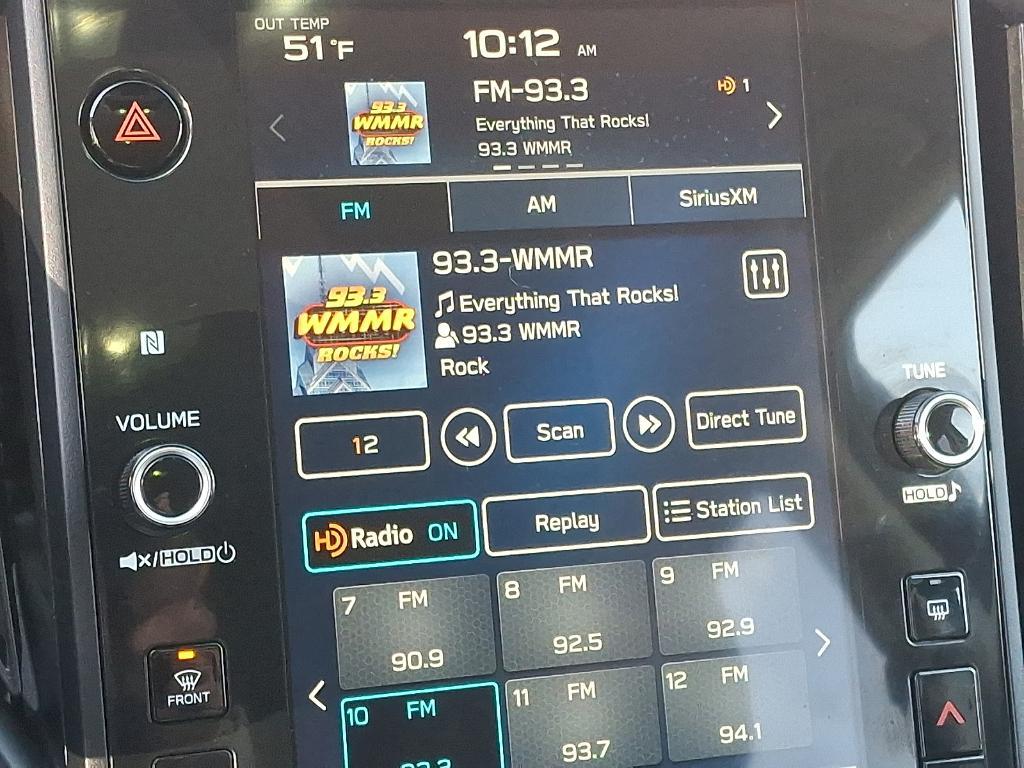 OUT TEMP
51°F
10:12 AM
FM-93.3
HD 1
Everything That Rocks!
93.3 WMMR
93.3
WMMR
ROCKS!
FM
AM
SiriusXM
93.3-WMMR
Everything That Rocks!
93.3 WMMR
Rock
93.3
WMMR
ROCKS!
VOLUME
TUNE
12
Scan
Direct Tune
HOLD
HD Radio ON
Replay
Station List
/HOLD
7 FM
90.9
8 FM
92.5
9 FM
92.9
FRONT
10 FM
93.3
11 FM
93.7
12 FM
94.1